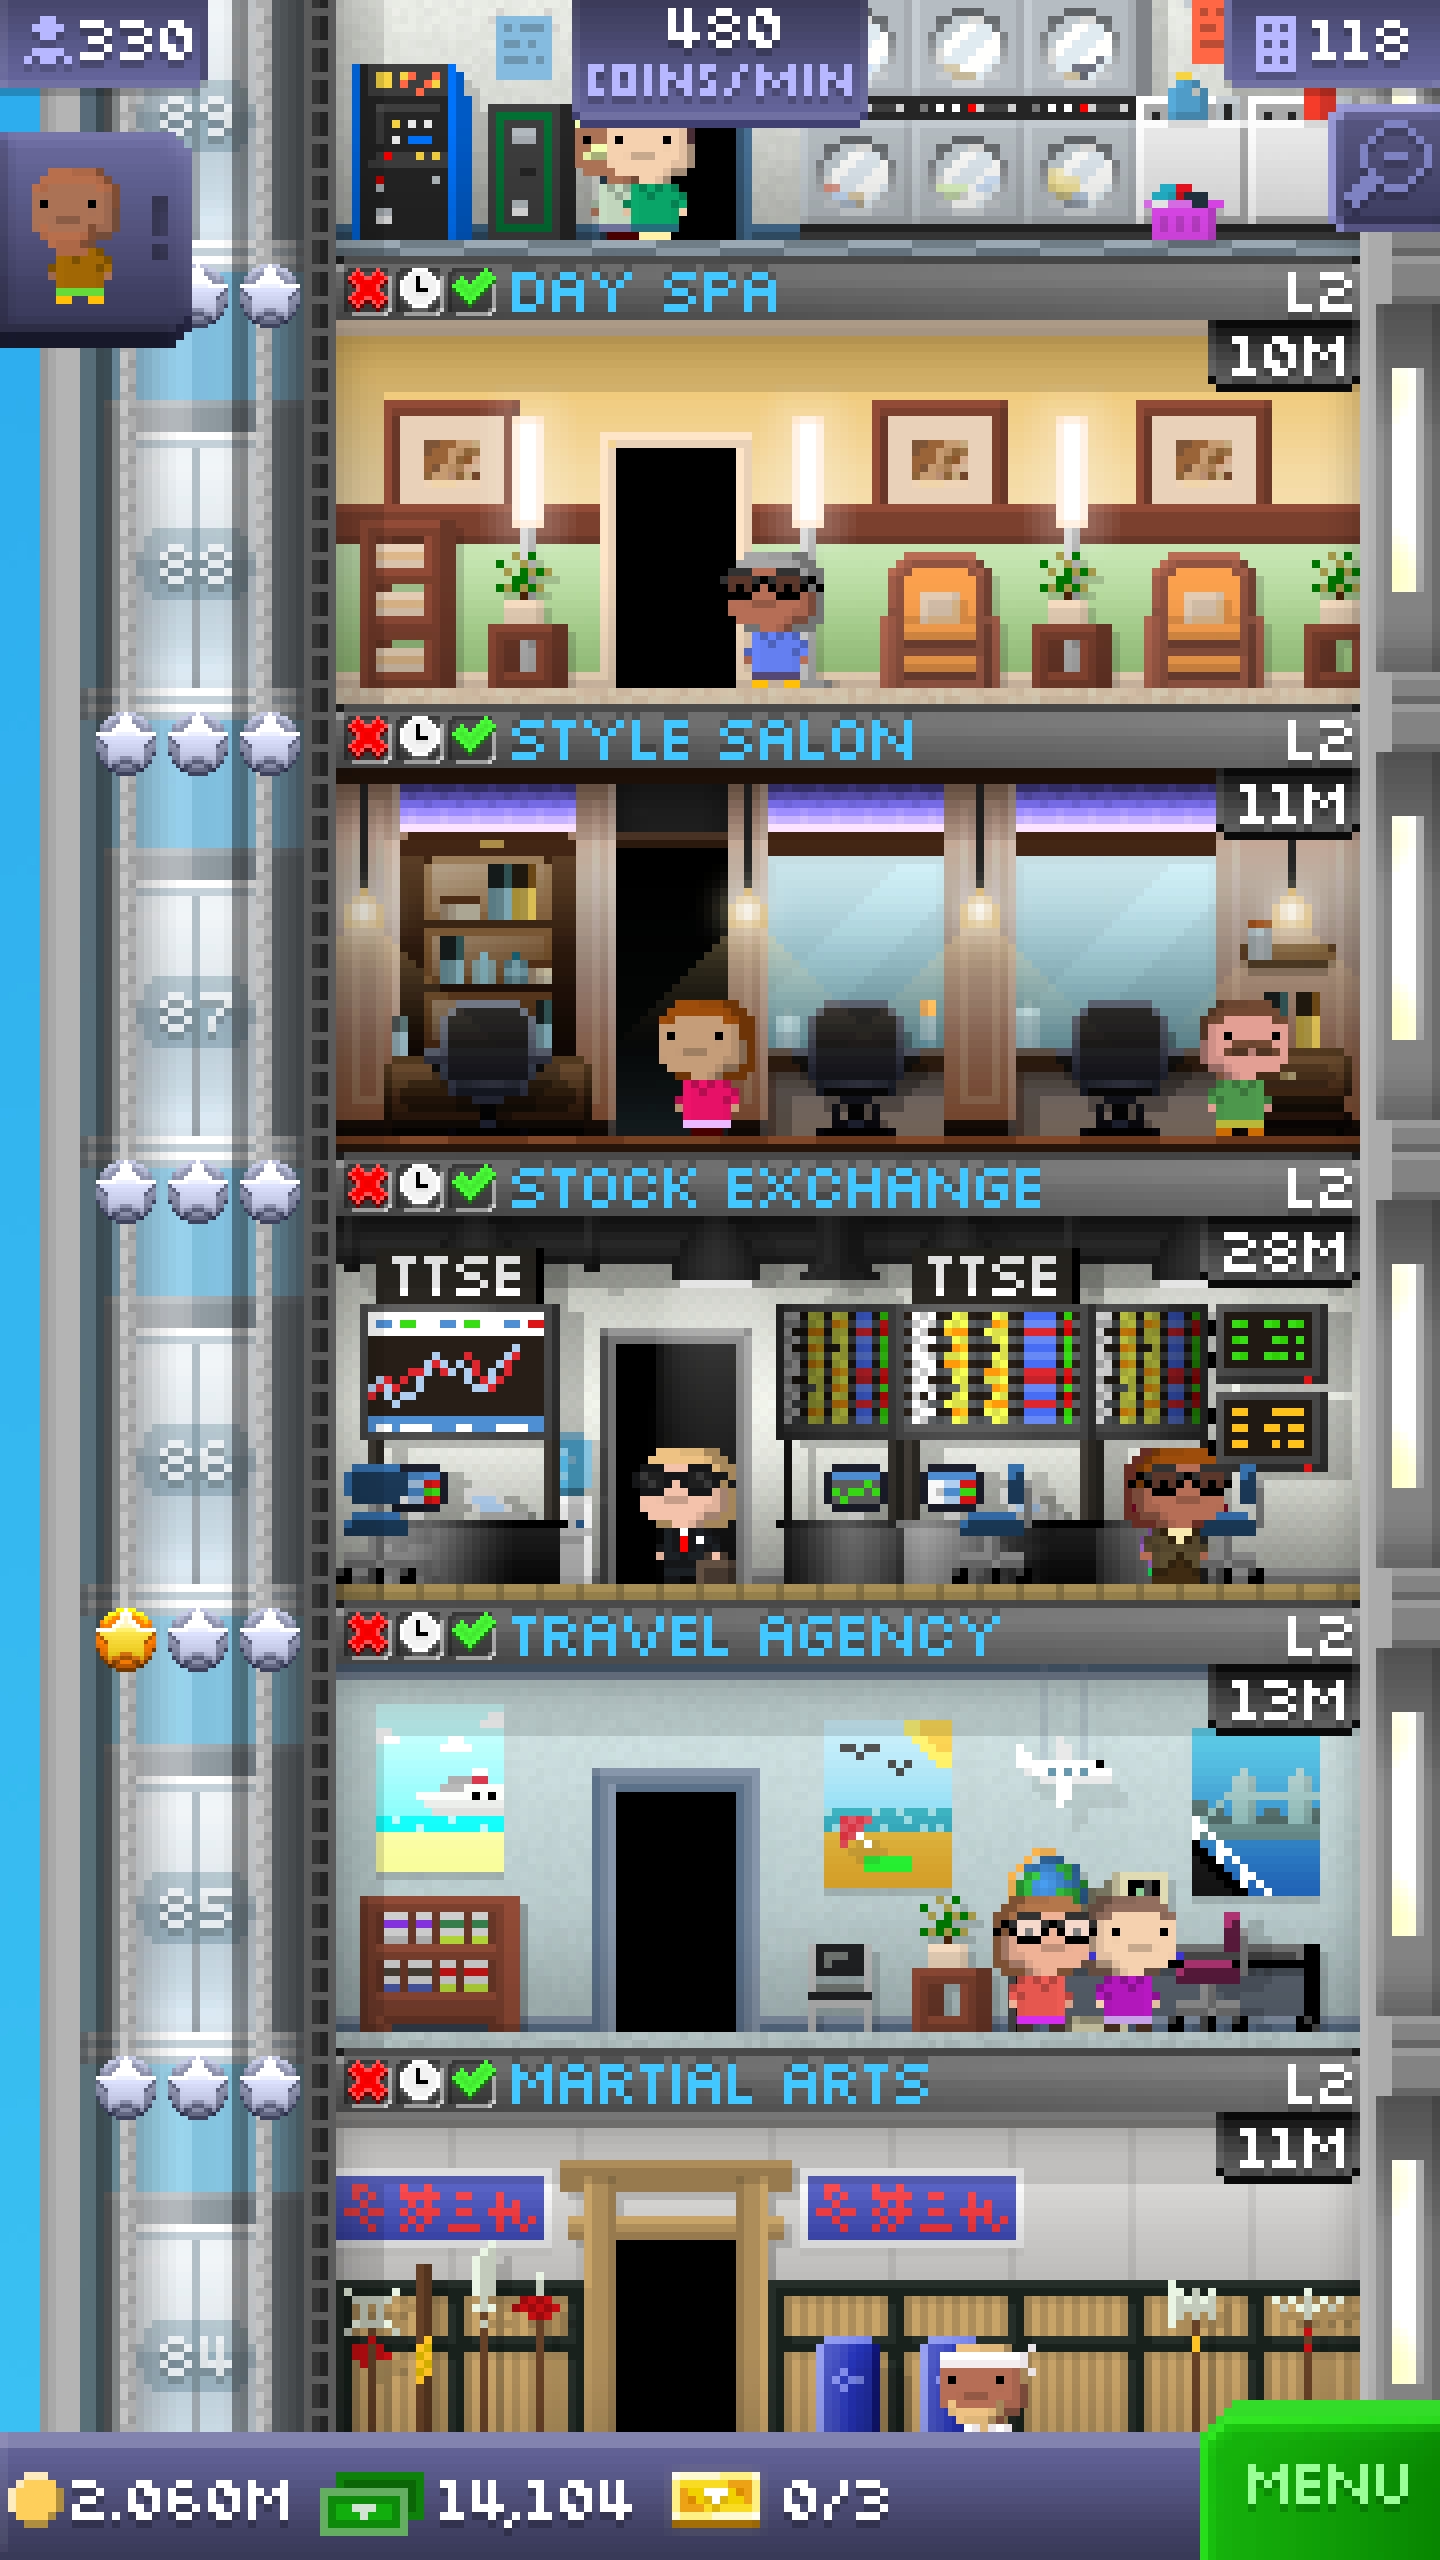 330
480
COINS/MIN
118
89
DAY SPA
L2
10M
88
STYLE SALON
L2
11M
87
STOCK EXCHANGE
L2
28M
TTSE
TTSE
86
TRAVEL AGENCY
L2
13M
85
MARTIAL ARTS
L2
11M
84
2.060M
14,104
0/3
MENU